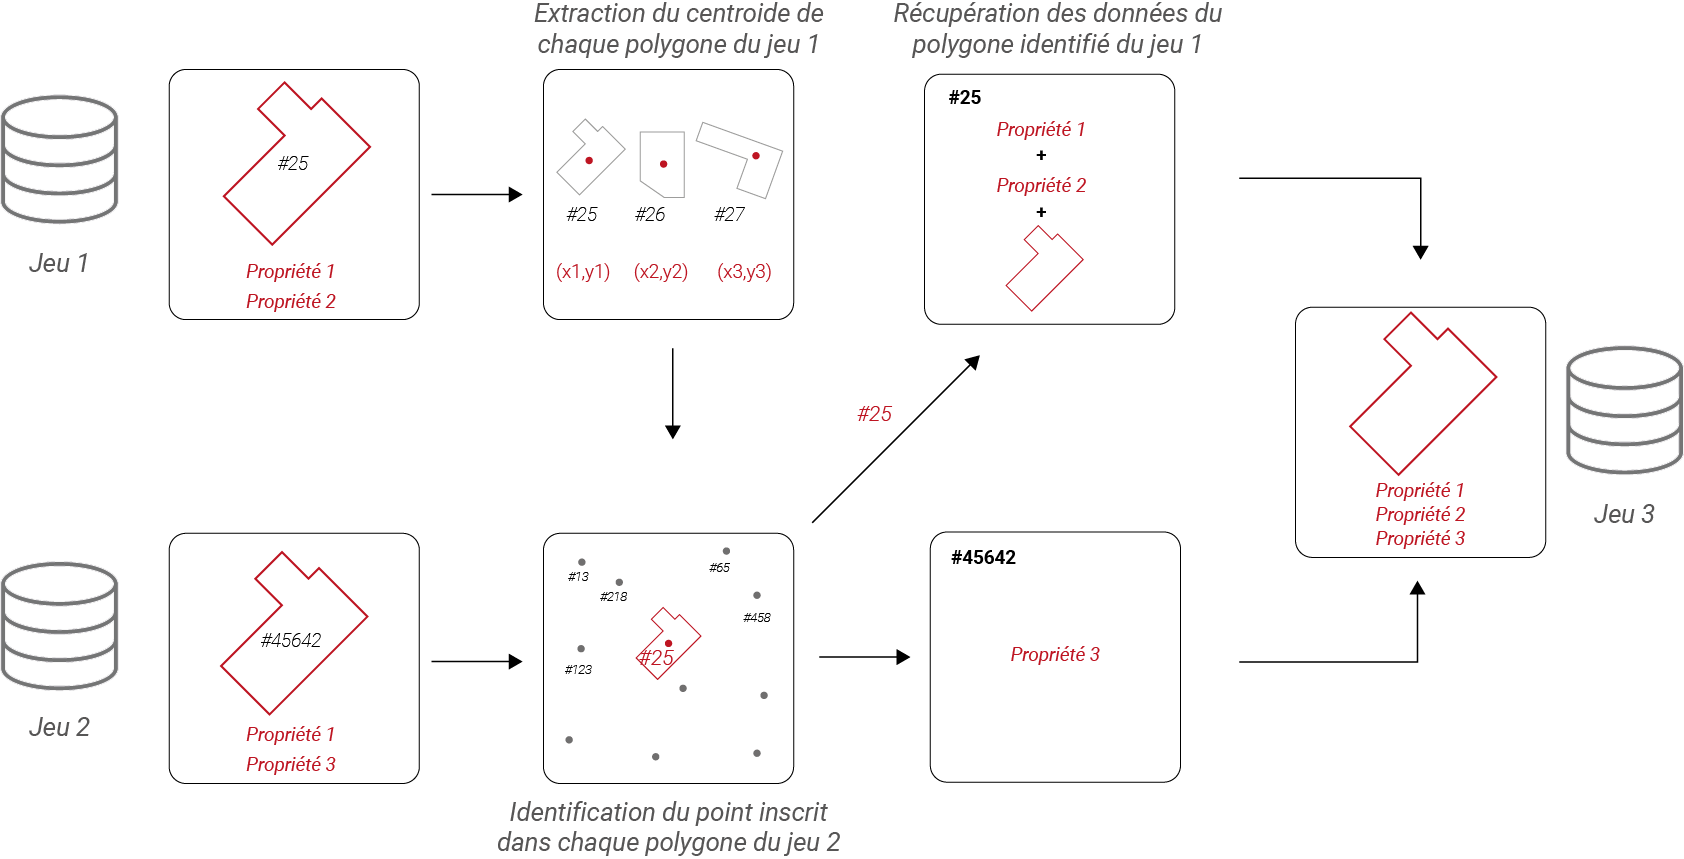 Extraction du centroide de
chaque polygone du jeu 1
Récupération des données du
polygone identifié du jeu 1
Jeu 1
#25
Propriété 1
Propriété 2
#25
#26
#27
(x1,y1)
(x2,y2)
(x3,y3)
#25
Propriété 1
+
Propriété 2
+
#25
Propriété 1
Propriété 2
Propriété 3
Jeu 3
Jeu 2
#45642
Propriété 1
Propriété 3
#13
#65
#218
#458
#123
#25
#45642
Propriété 3
Identification du point inscrit
dans chaque polygone du jeu 2